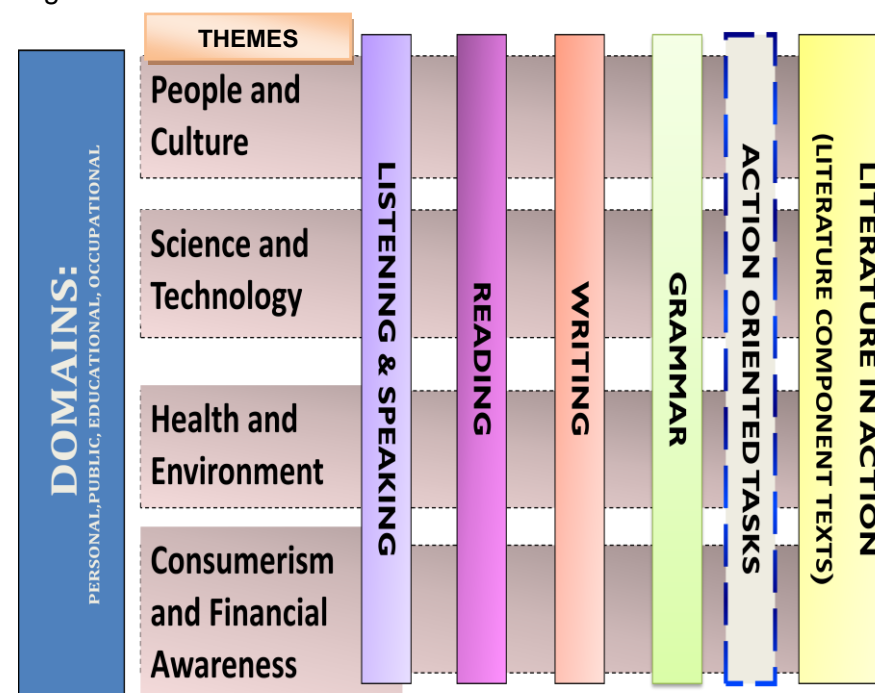 THEMES
DOMAINS:
PERSONAL,PUBLIC, EDUCATIONAL, OCCUPATIONAL
People and
Culture
Science and
Technology
Health and
Environment
Consumerism
and Financial
Awareness
LISTENING & SPEAKING
READING
WRITING
GRAMMAR
ACTION ORIENTED TASKS
LITERATURE IN ACTION
(LITERATURE COMPONENT TEXTS)